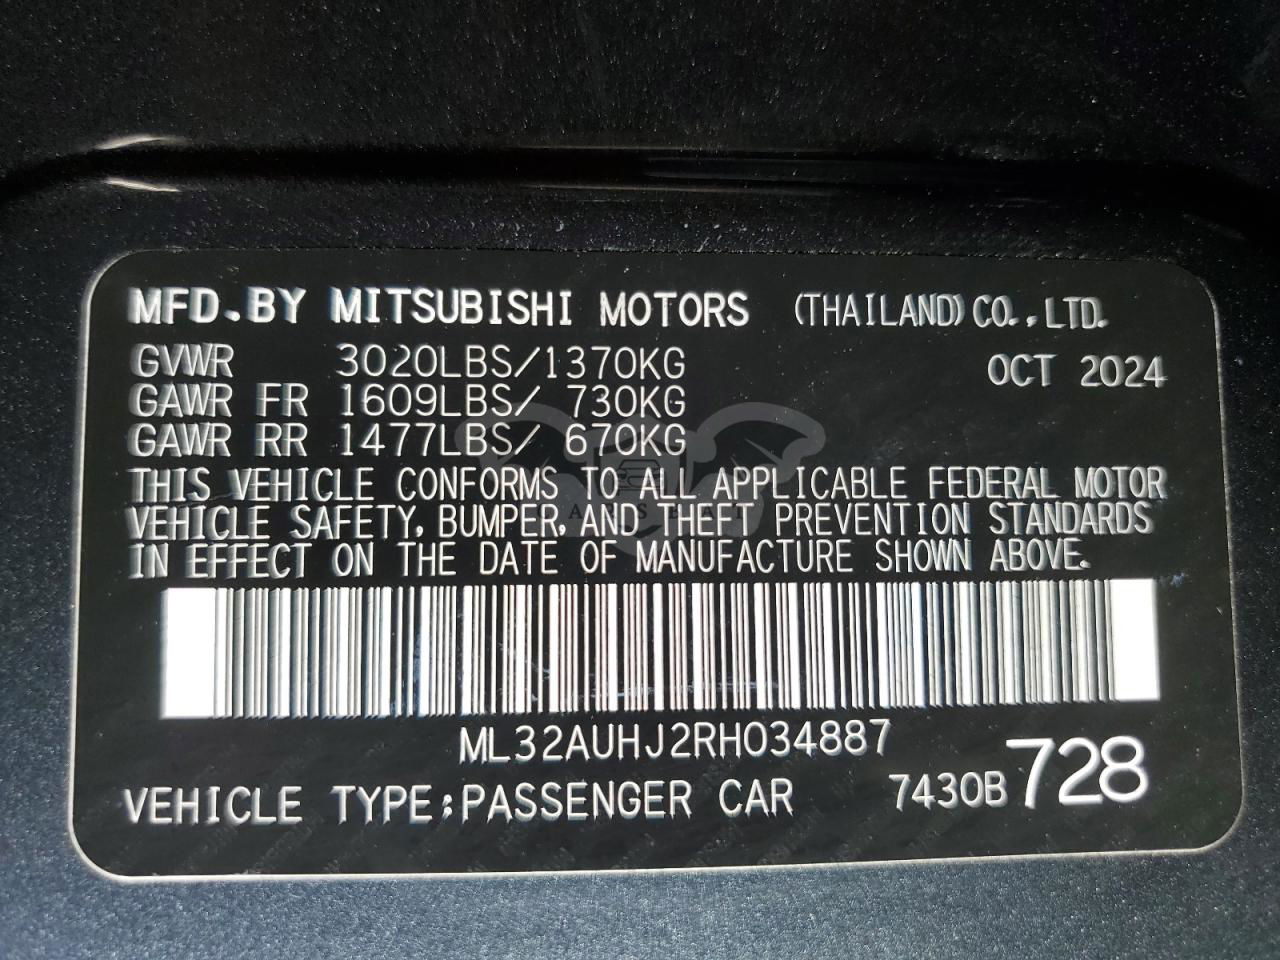 MFD.BY MITSUBISHI MOTORS (THAILAND) CO.,LTD.
GVWR 3020LBS/1370KG OCT 2024
GAWR FR 1609LBS/ 730KG
GAWR RR 1477LBS/ 670KG
THIS VEHICLE CONFORMS TO ALL APPLICABLE FEDERAL MOTOR
VEHICLE SAFETY, BUMPER, AND THEFT PREVENTION STANDARDS
IN EFFECT ON THE DATE OF MANUFACTURE SHOWN ABOVE.
ML32AUHJ2RH034887
VEHICLE TYPE:PASSENGER CAR 7430B 728